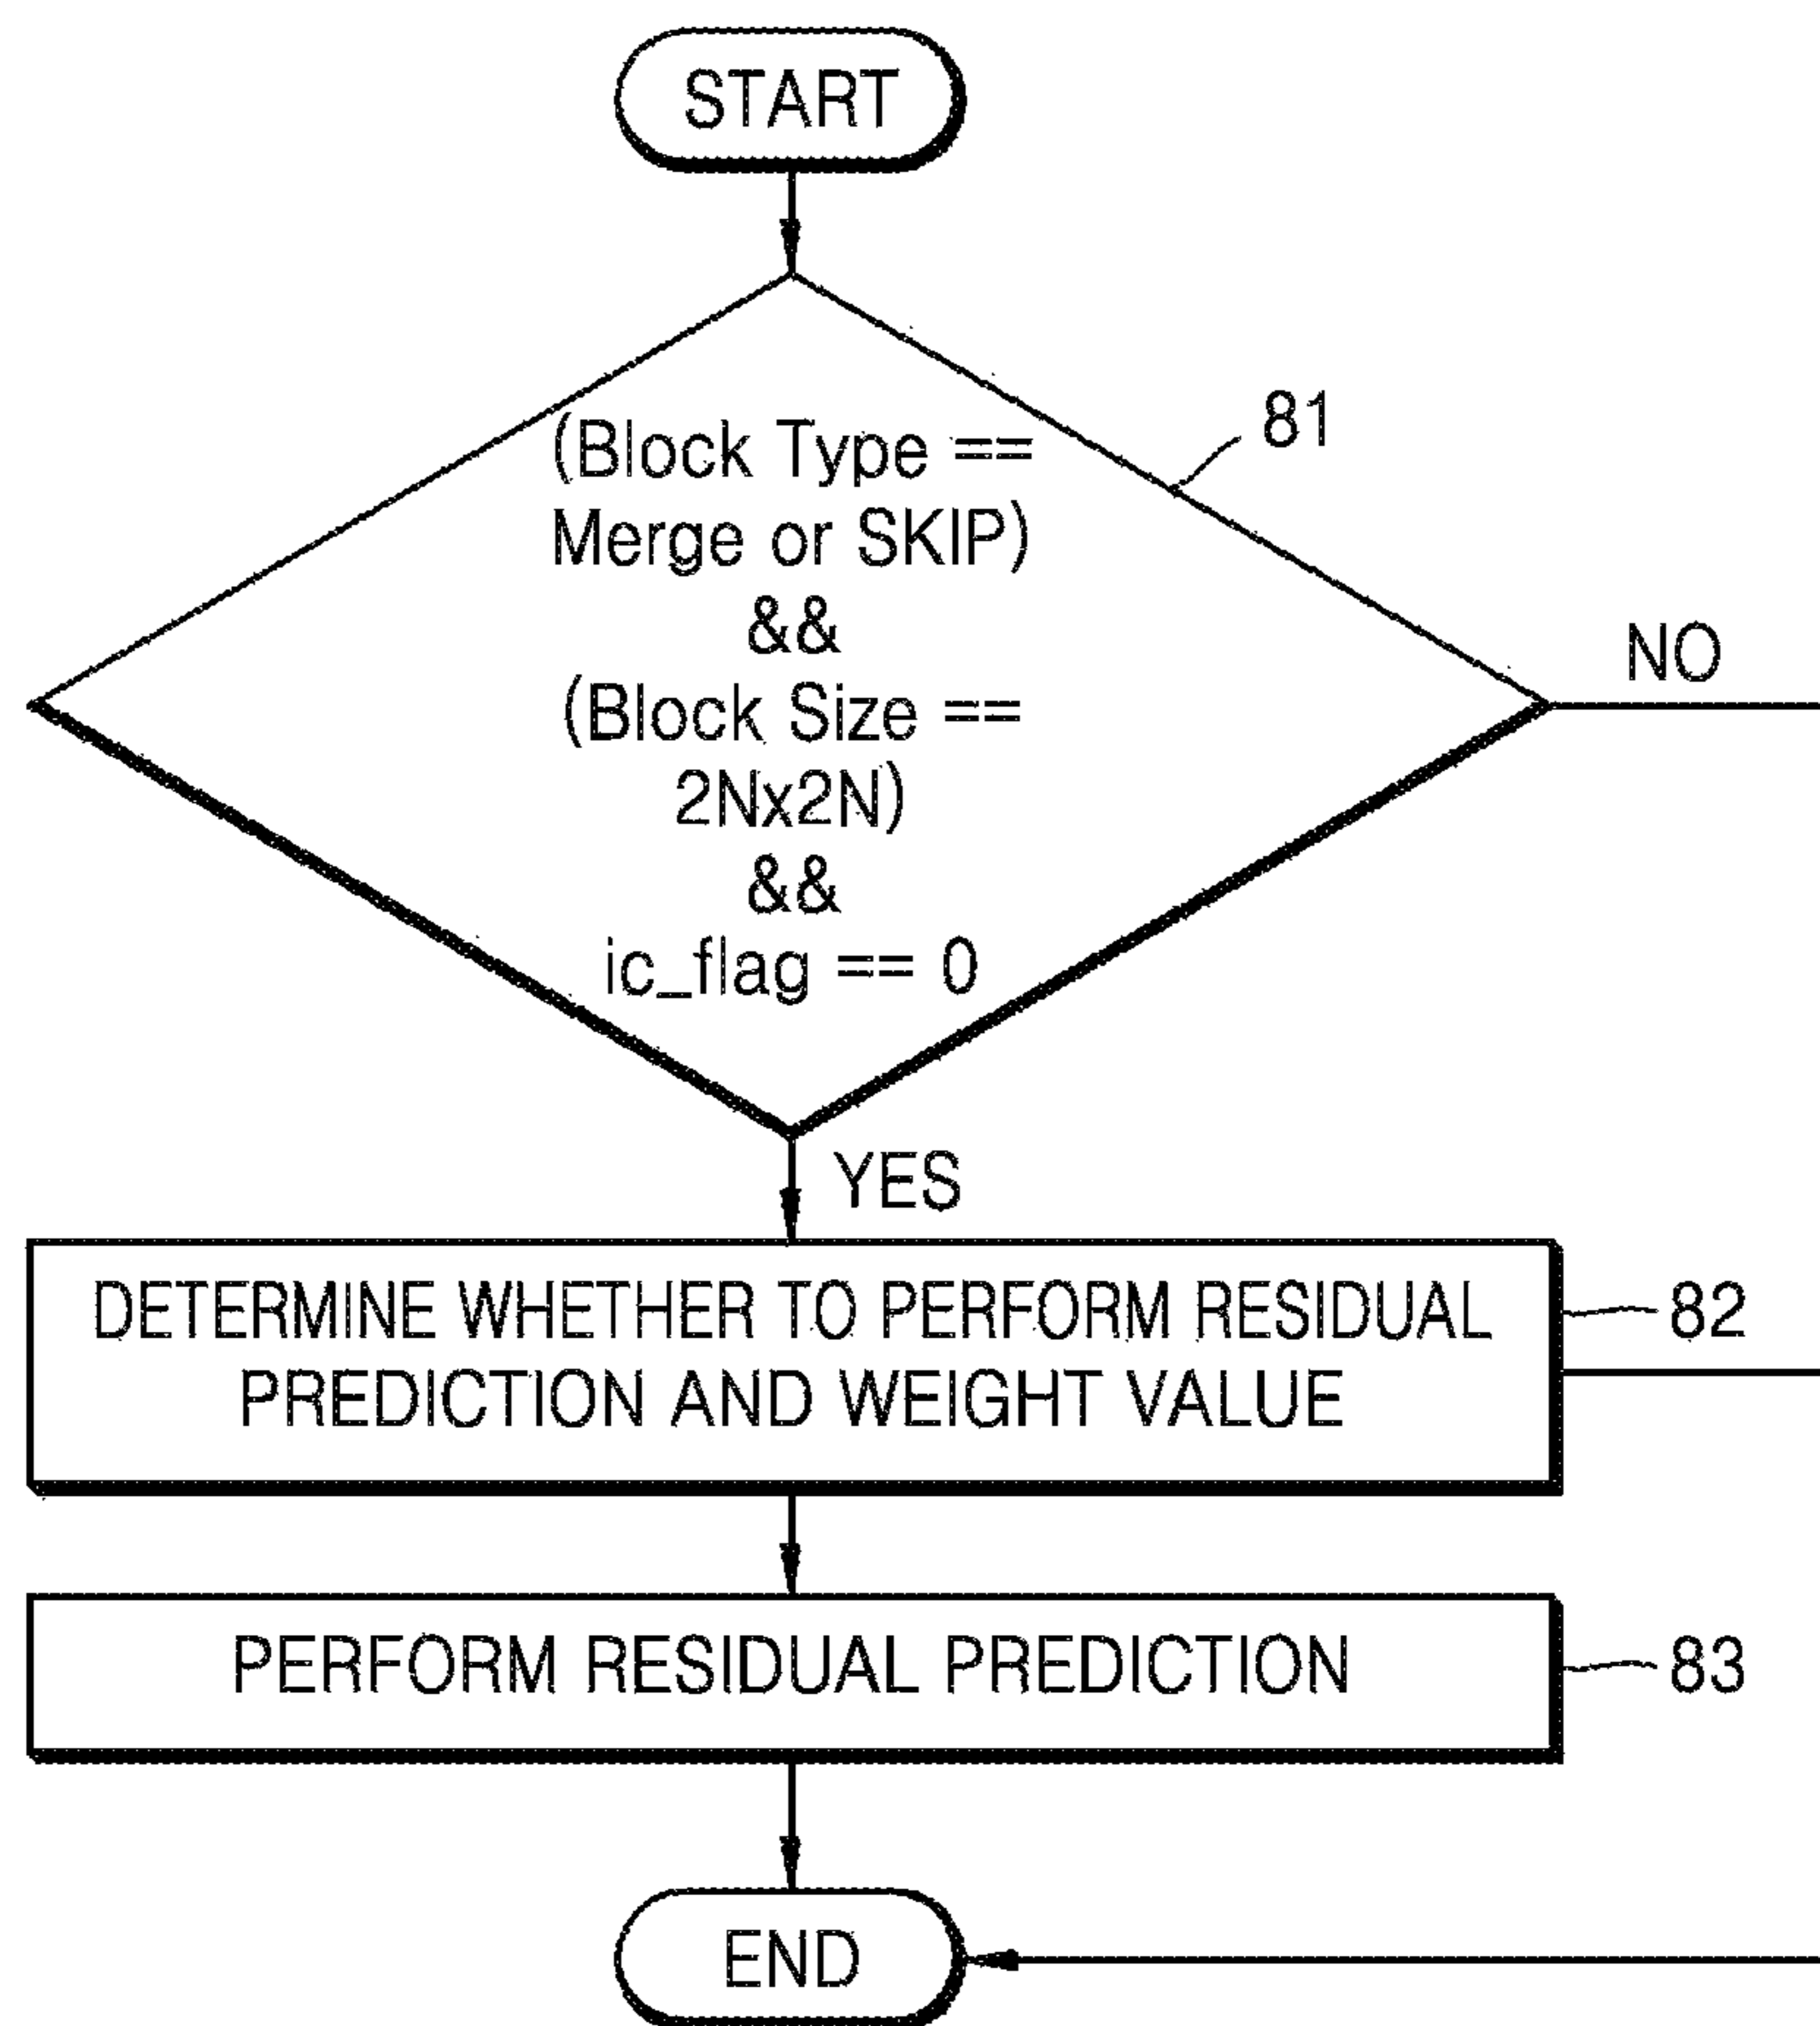 START
(Block Type ==
Merge or SKIP)
&&
(Block Size ==
2Nx2N)
&&
ic_flag == 0
81
NO
YES
DETERMINE WHETHER TO PERFORM RESIDUAL
PREDICTION AND WEIGHT VALUE
82
PERFORM RESIDUAL PREDICTION
83
END